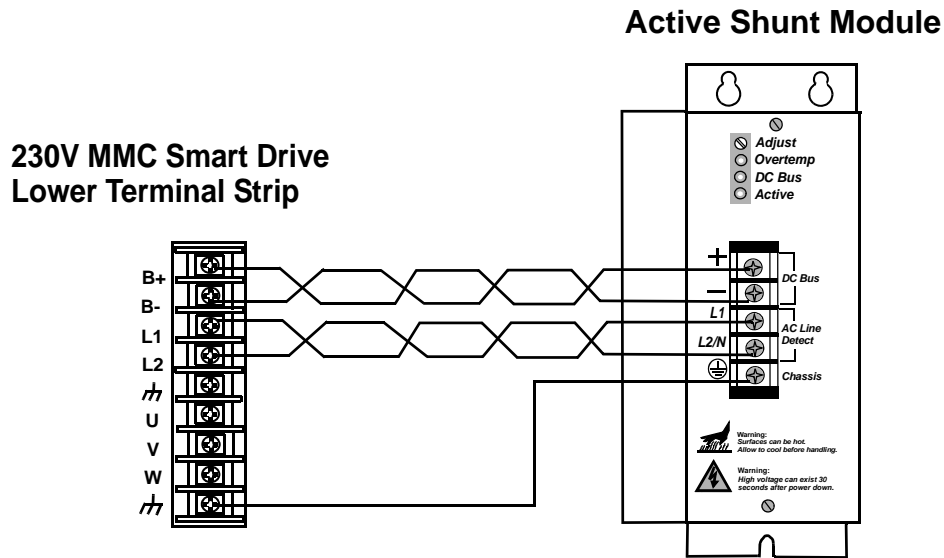 Active Shunt Module
230V MMC Smart Drive
Lower Terminal Strip
Adjust
Overtemp
DC Bus
Active
B+
B-
L1
L2
U
V
W
+
—
L1
L2/N
DC Bus
AC Line
Detect
Chassis
Warning:
Surfaces can be hot.
Allow to cool before handling.
Warning:
High voltage can exist 30
seconds after power down.